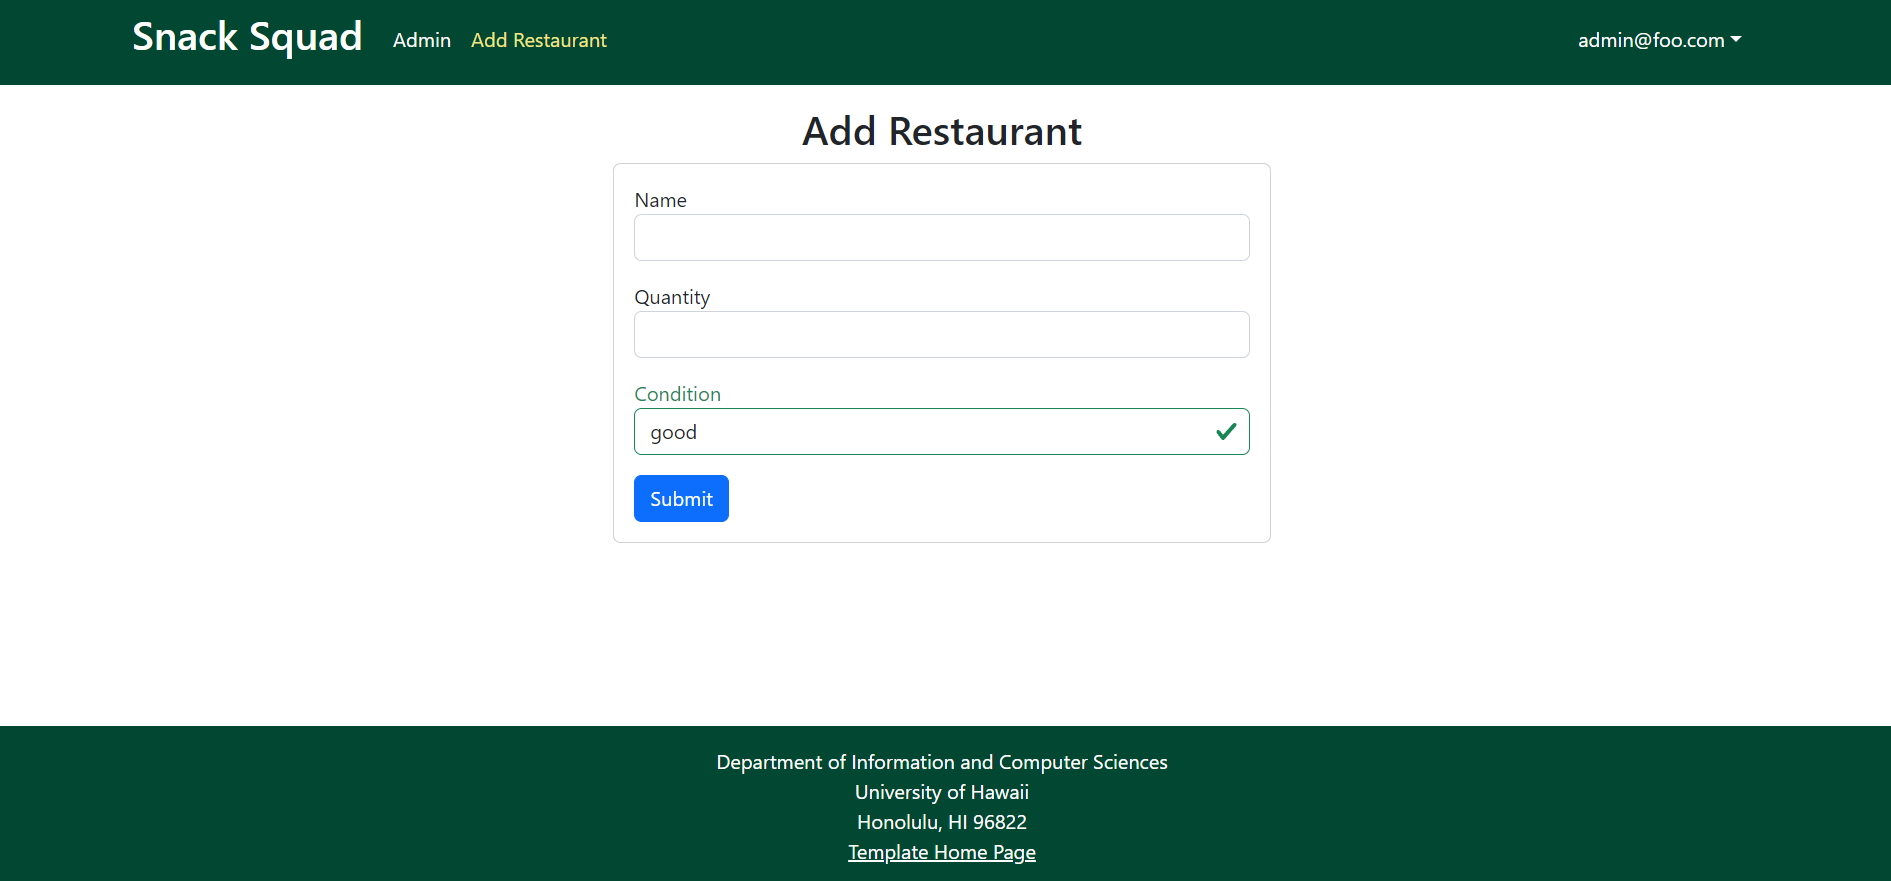 Snack Squad Admin Add Restaurant admin@foo.com
Add Restaurant
Name
Quantity
Condition
good
Submit
Department of Information and Computer Sciences
University of Hawaii
Honolulu, HI 96822
Template Home Page